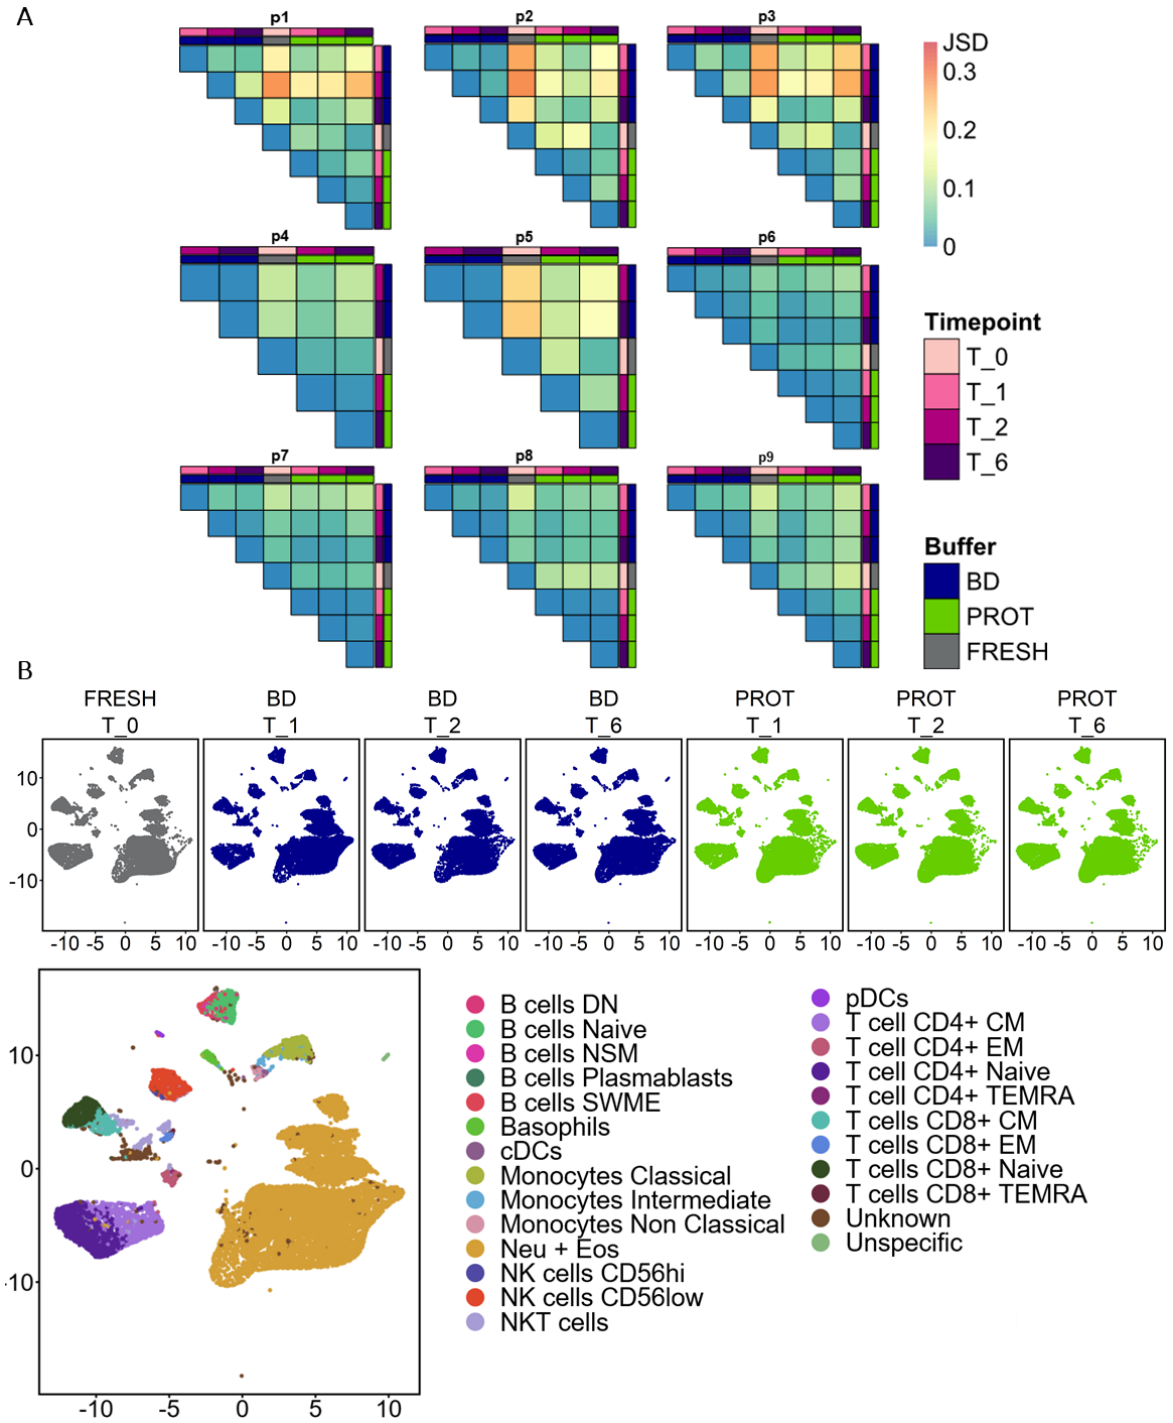 A
p1
p2
p3
JSD
0.3
0.2
0.1
0
p4
p5
p6
Timepoint
T_0
T_1
T_2
T_6
p7
p8
p9
Buffer
BD
PROT
FRESH
B
FRESH
T_0
BD
T_1
BD
T_2
BD
T_6
PROT
T_1
PROT
T_2
PROT
T_6
10
0
-10
-10 -5 0 5 10
-10 -5 0 5 10
-10 -5 0 5 10
-10 -5 0 5 10
-10 -5 0 5 10
-10 -5 0 5 10
-10 -5 0 5 10
10
0
-10
-10 -5 0 5 10
B cells DN
B cells Naive
B cells NSM
B cells Plasmablasts
B cells SWME
Basophils
cDCs
Monocytes Classical
Monocytes Intermediate
Monocytes Non Classical
Neu + Eos
NK cells CD56hi
NK cells CD56low
NKT cells
pDCs
T cell CD4+ CM
T cell CD4+ EM
T cell CD4+ Naive
T cell CD4+ TEMRA
T cells CD8+ CM
T cells CD8+ EM
T cells CD8+ Naive
T cells CD8+ TEMRA
Unknown
Unspecific